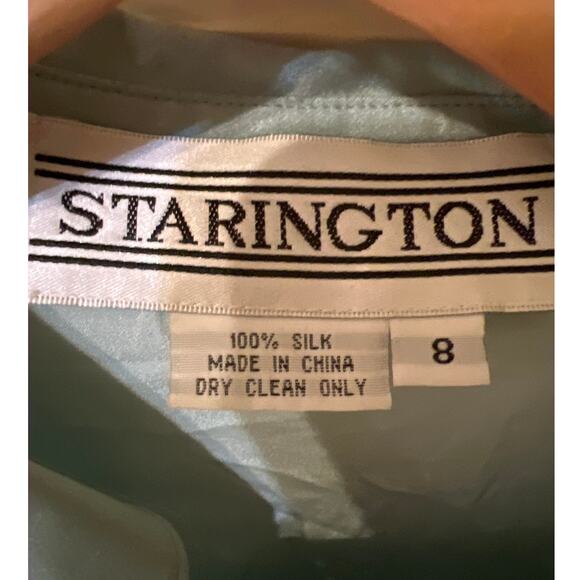 STARINGTON
100% SILK
MADE IN CHINA
DRY CLEAN ONLY
8